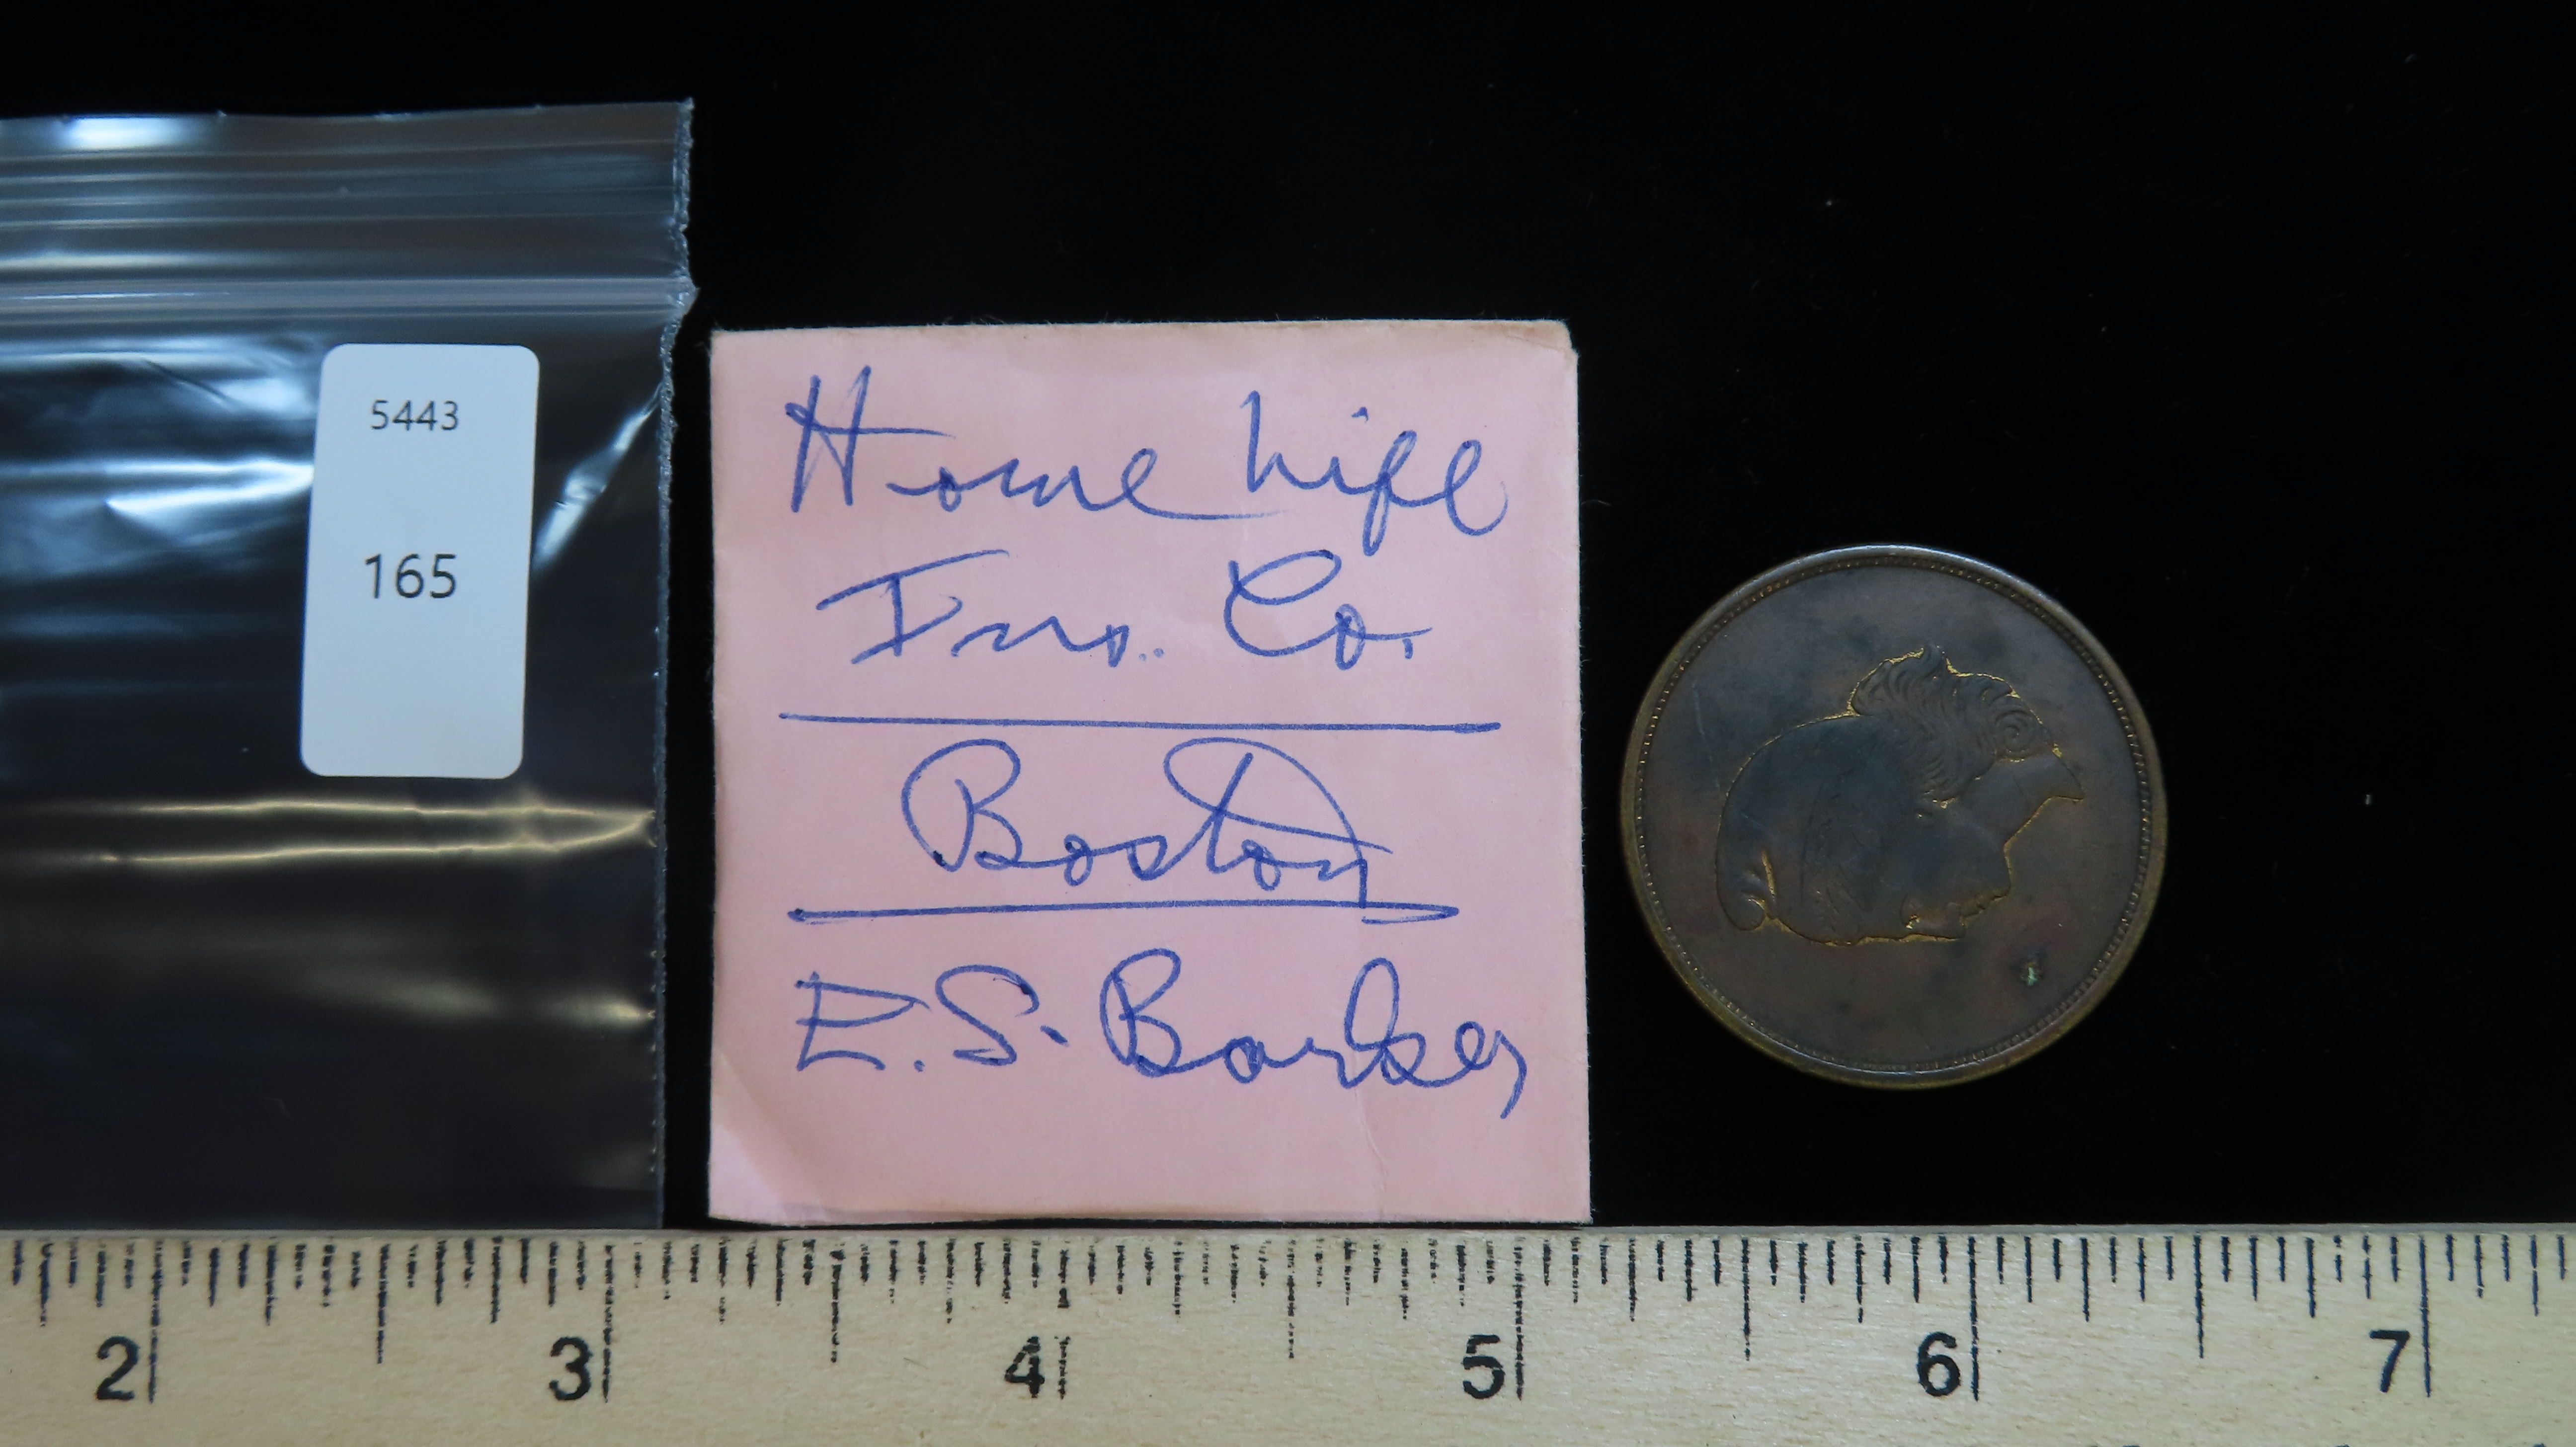 5443
165
Home Life
Ins. Co.
Boston
E.S. Barker
2 3 4 5 6 7